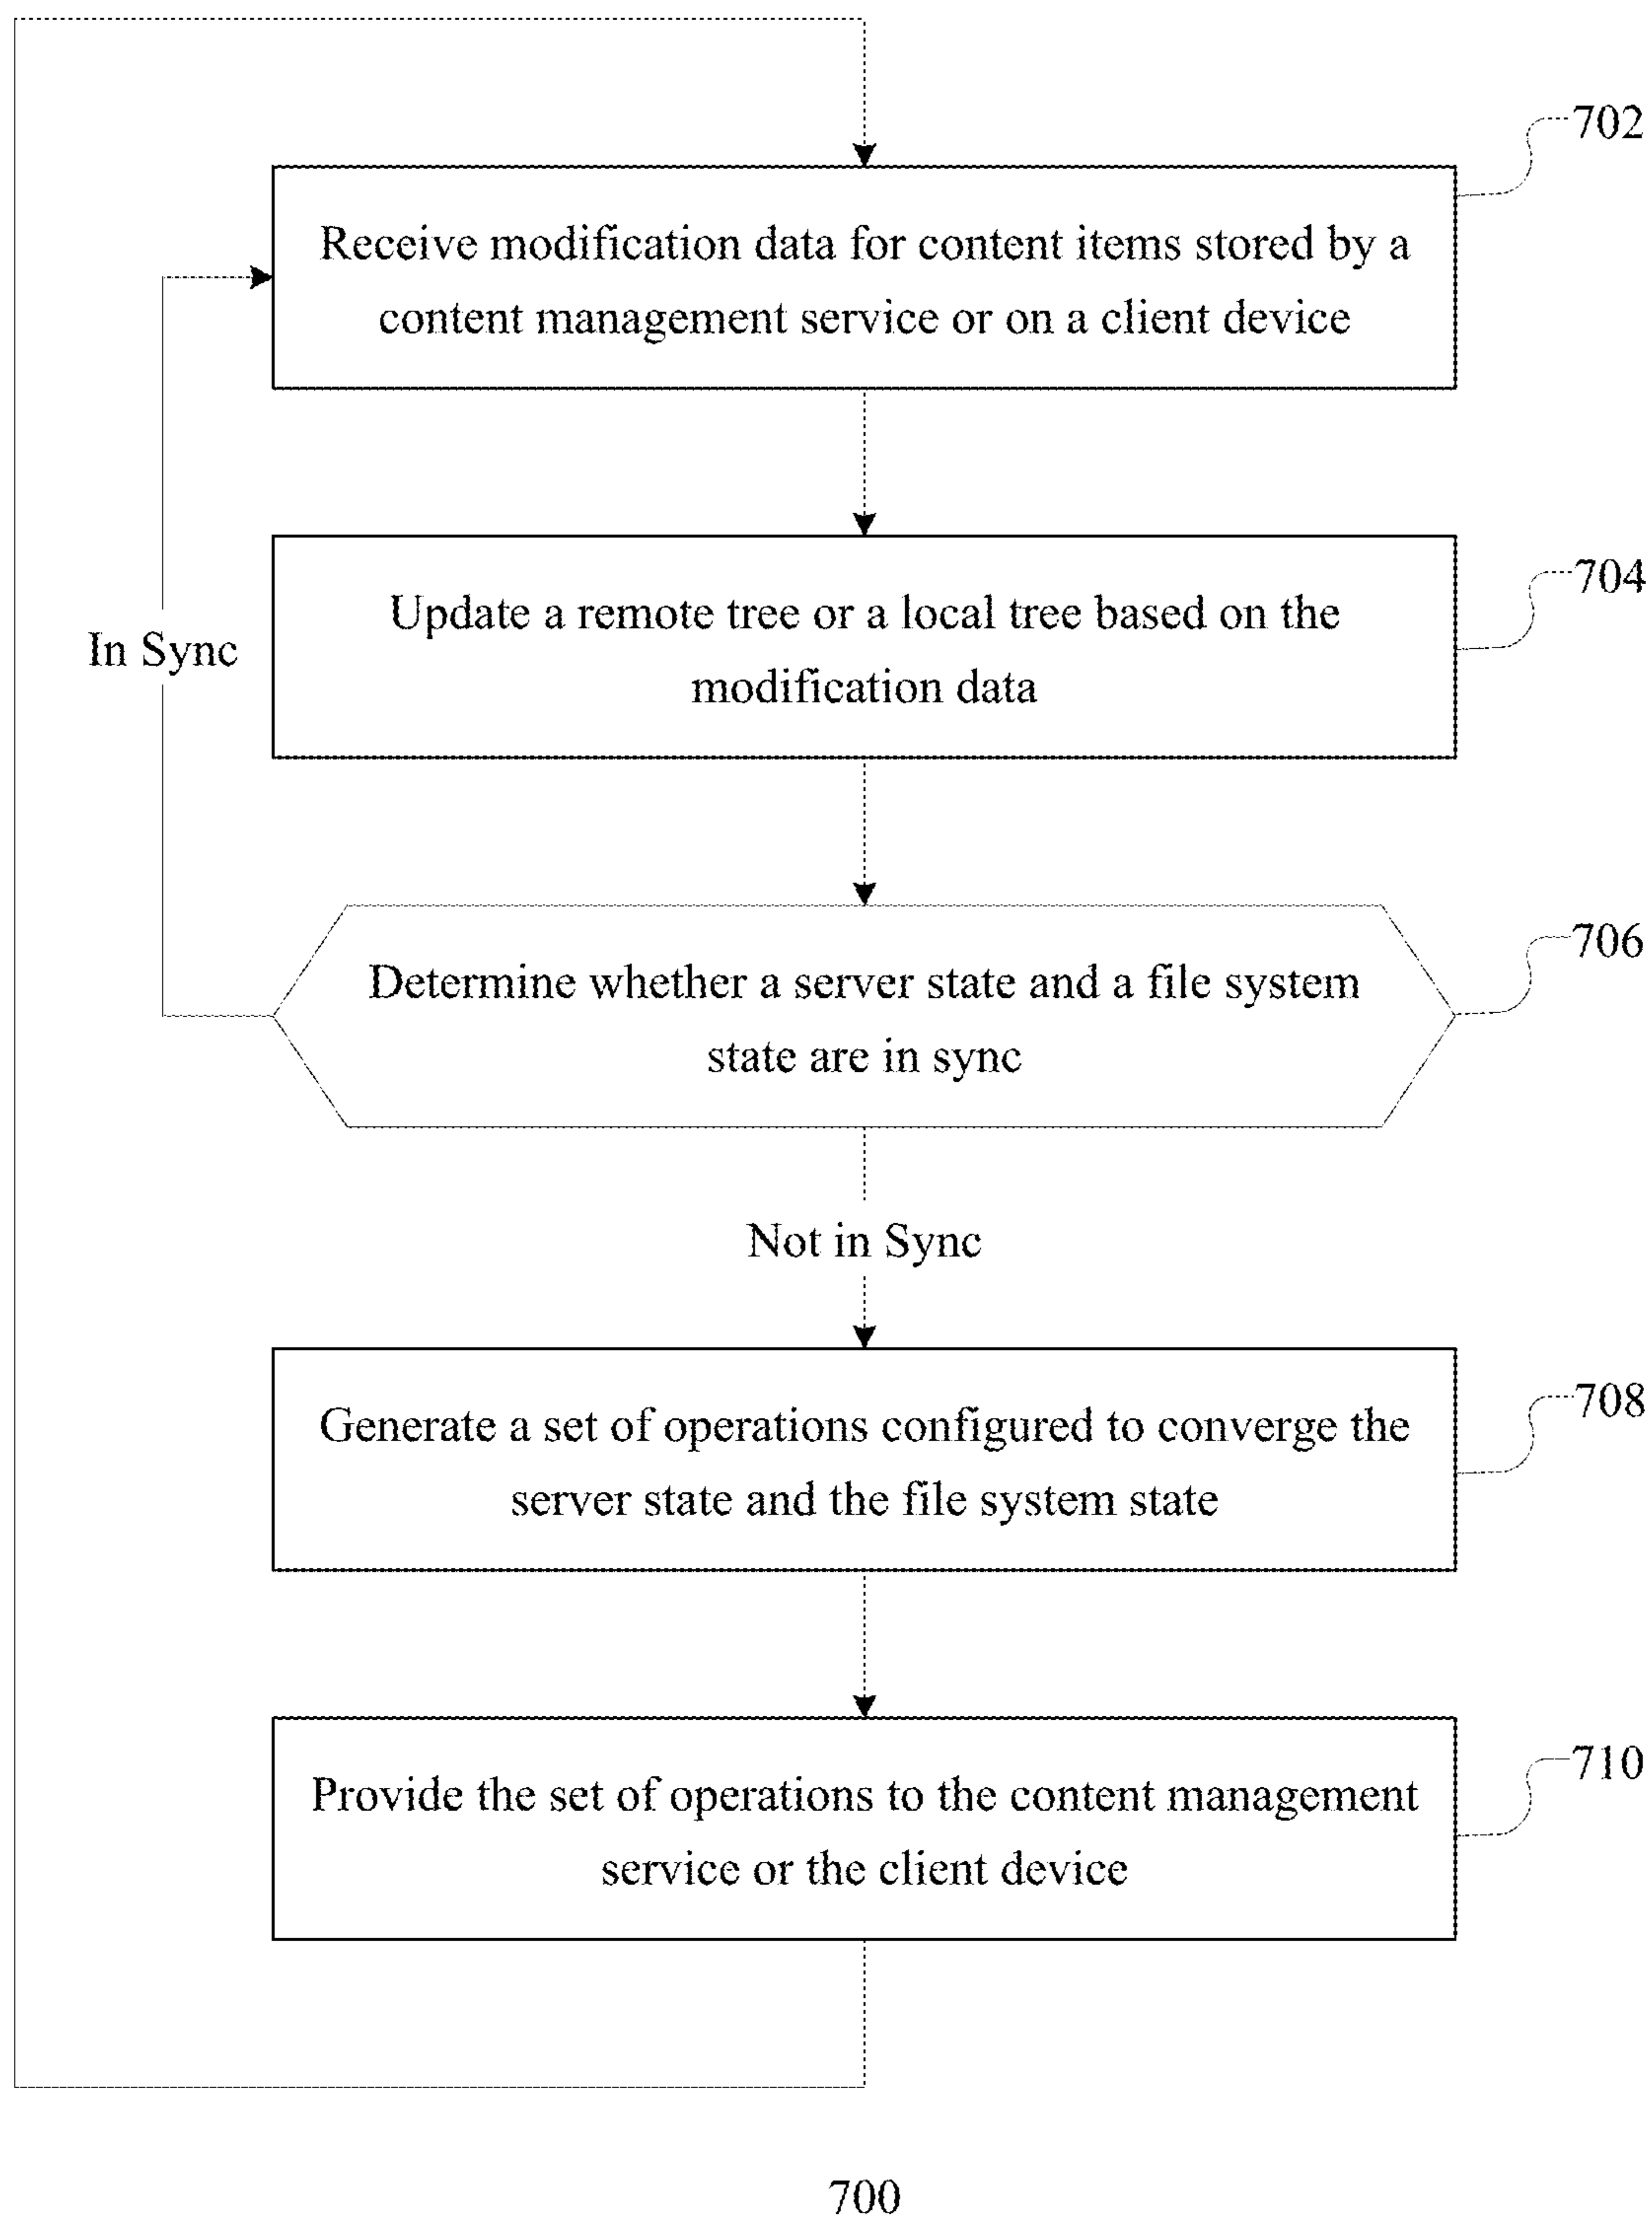 702
Receive modification data for content items stored by a
content management service or on a client device
704
Update a remote tree or a local tree based on the
modification data
In Sync
706
Determine whether a server state and a file system
state are in sync
Not in Sync
708
Generate a set of operations configured to converge the
server state and the file system state
710
Provide the set of operations to the content management
service or the client device
700